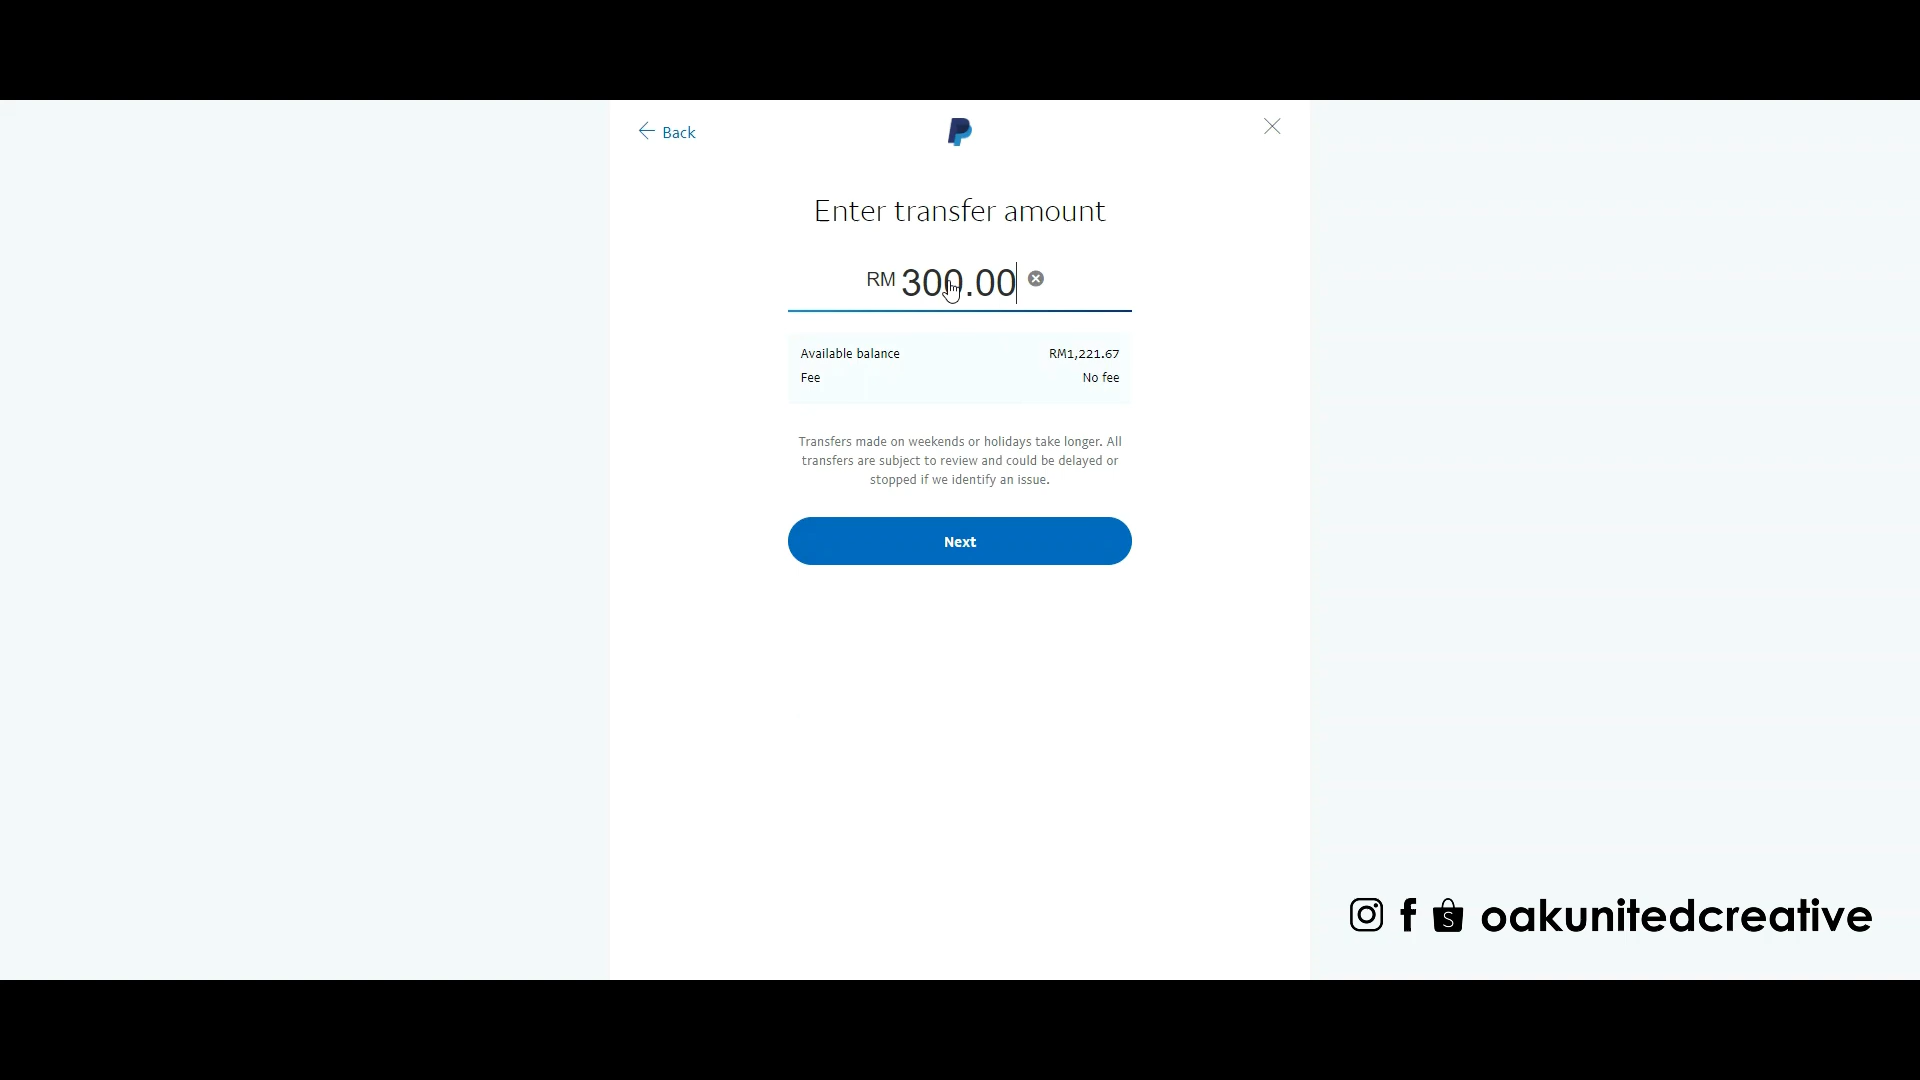 Back
Enter transfer amount
RM 300.00
Available balance RM1,221.67
Fee No fee
Transfers made on weekends or holidays take longer. All
transfers are subject to review and could be delayed or
stopped if we identify an issue.
Next
oakunitedcreative